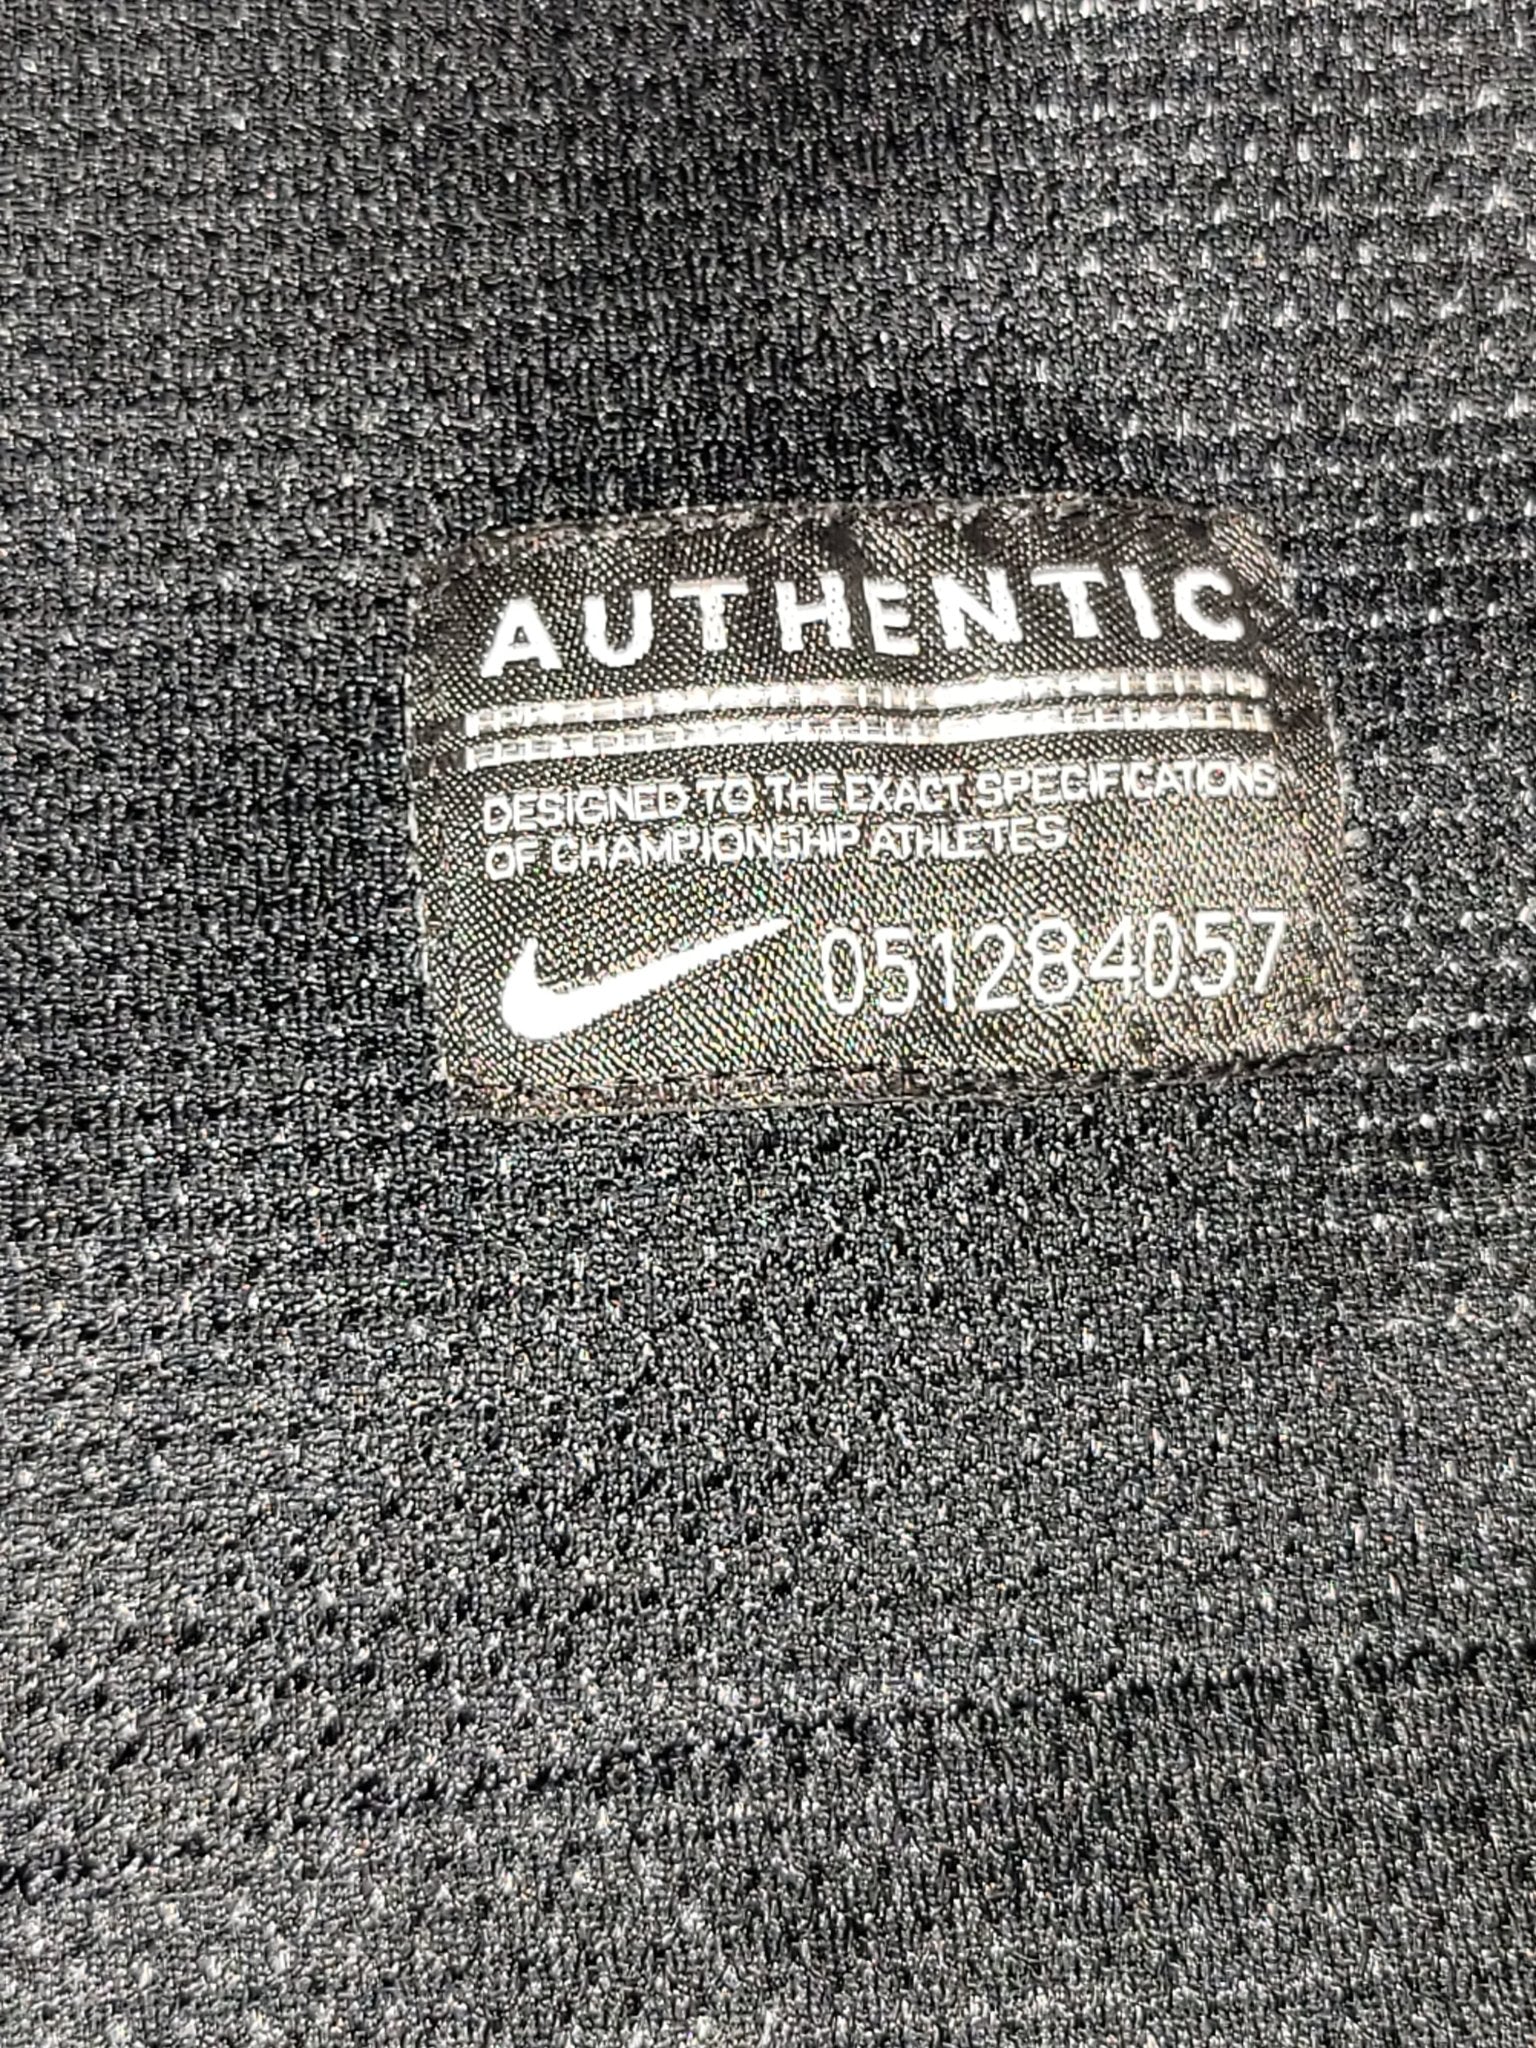 AUTHENTIC
DESIGNED TO THE EXACT SPECIFICATIONS
OF CHAMPIONSHIP ATHLETES
051284057